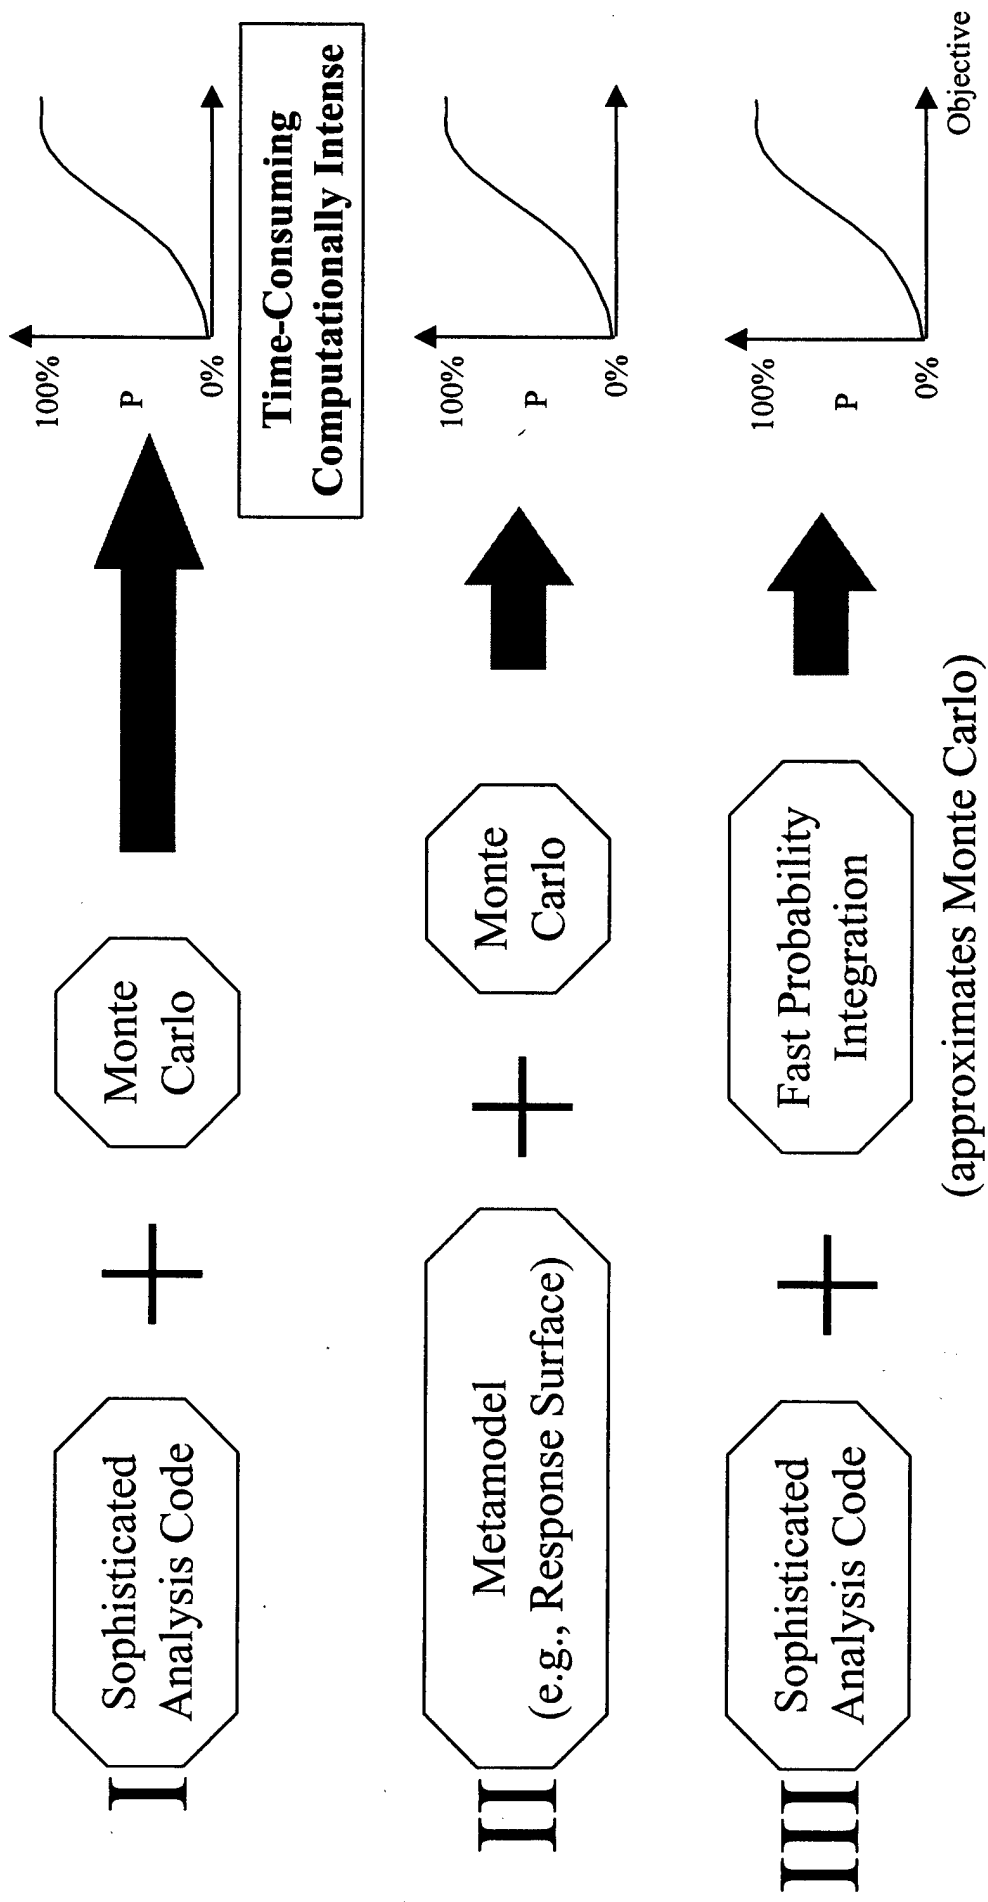 I
Sophisticated
Analysis Code
+
Monte
Carlo
100%
P
0%
Time-Consuming
Computationally Intense
II
Metamodel
(e.g., Response Surface)
+
Monte
Carlo
100%
P
0%
III
Sophisticated
Analysis Code
+
Fast Probability
Integration
(approximates Monte Carlo)
100%
P
0%
Objective